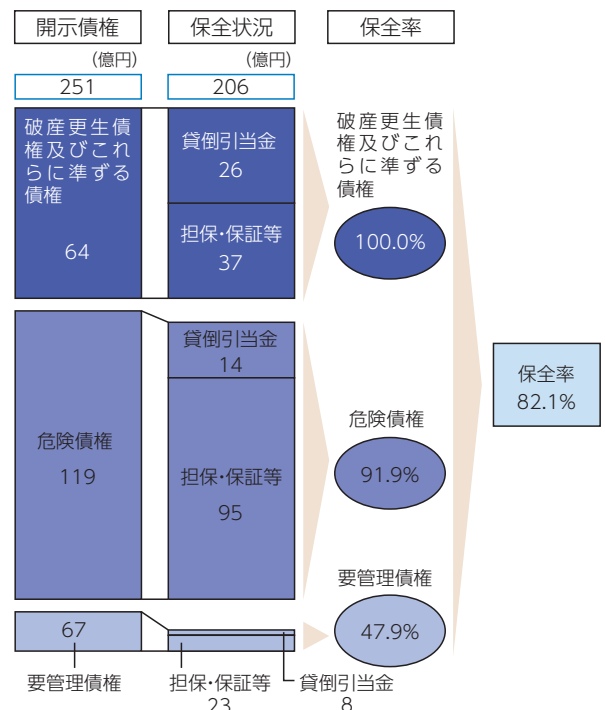 開示債権
保全状況
保全率
(億円)
(億円)
251
206
破産更生債
権及びこれ
らに準ずる
債権
64
貸倒引当金
26
担保・保証等
37
破産更生債
権及びこれ
らに準ずる
債権
100.0%
危険債権
119
貸倒引当金
14
担保・保証等
95
危険債権
91.9%
保全率
82.1%
67
要管理債権
担保・保証等
23
貸倒引当金
8
要管理債権
47.9%